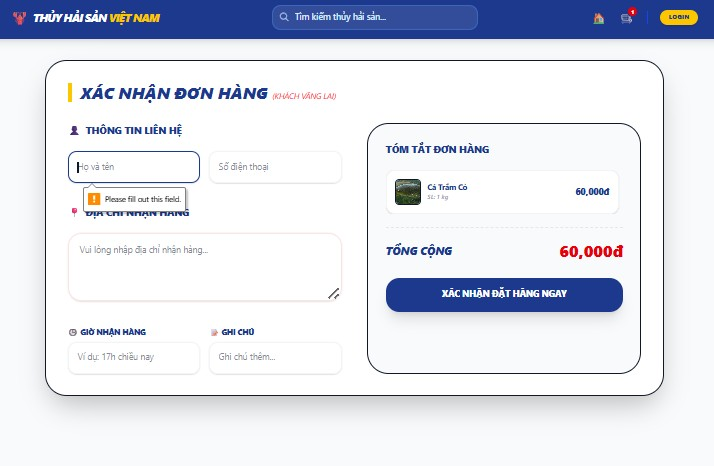 THỦY HẢI SẢN VIỆT NAM
Tìm kiếm thủy hải sản...
1
LOGIN
XÁC NHẬN ĐƠN HÀNG (KHÁCH VÃNG LAI)
THÔNG TIN LIÊN HỆ
Họ và tên
Số điện thoại
Please fill out this field.
ĐỊA CHỈ NHẬN HÀNG
Vui lòng nhập địa chỉ nhận hàng...
GIỜ NHẬN HÀNG
GHI CHÚ
Ví dụ: 17h chiều nay
Ghi chú thêm...
TÓM TẮT ĐƠN HÀNG
Cá Trắm Cỏ
60,000đ
SL: 1 kg
TỔNG CỘNG
60,000đ
XÁC NHẬN ĐẶT HÀNG NGAY